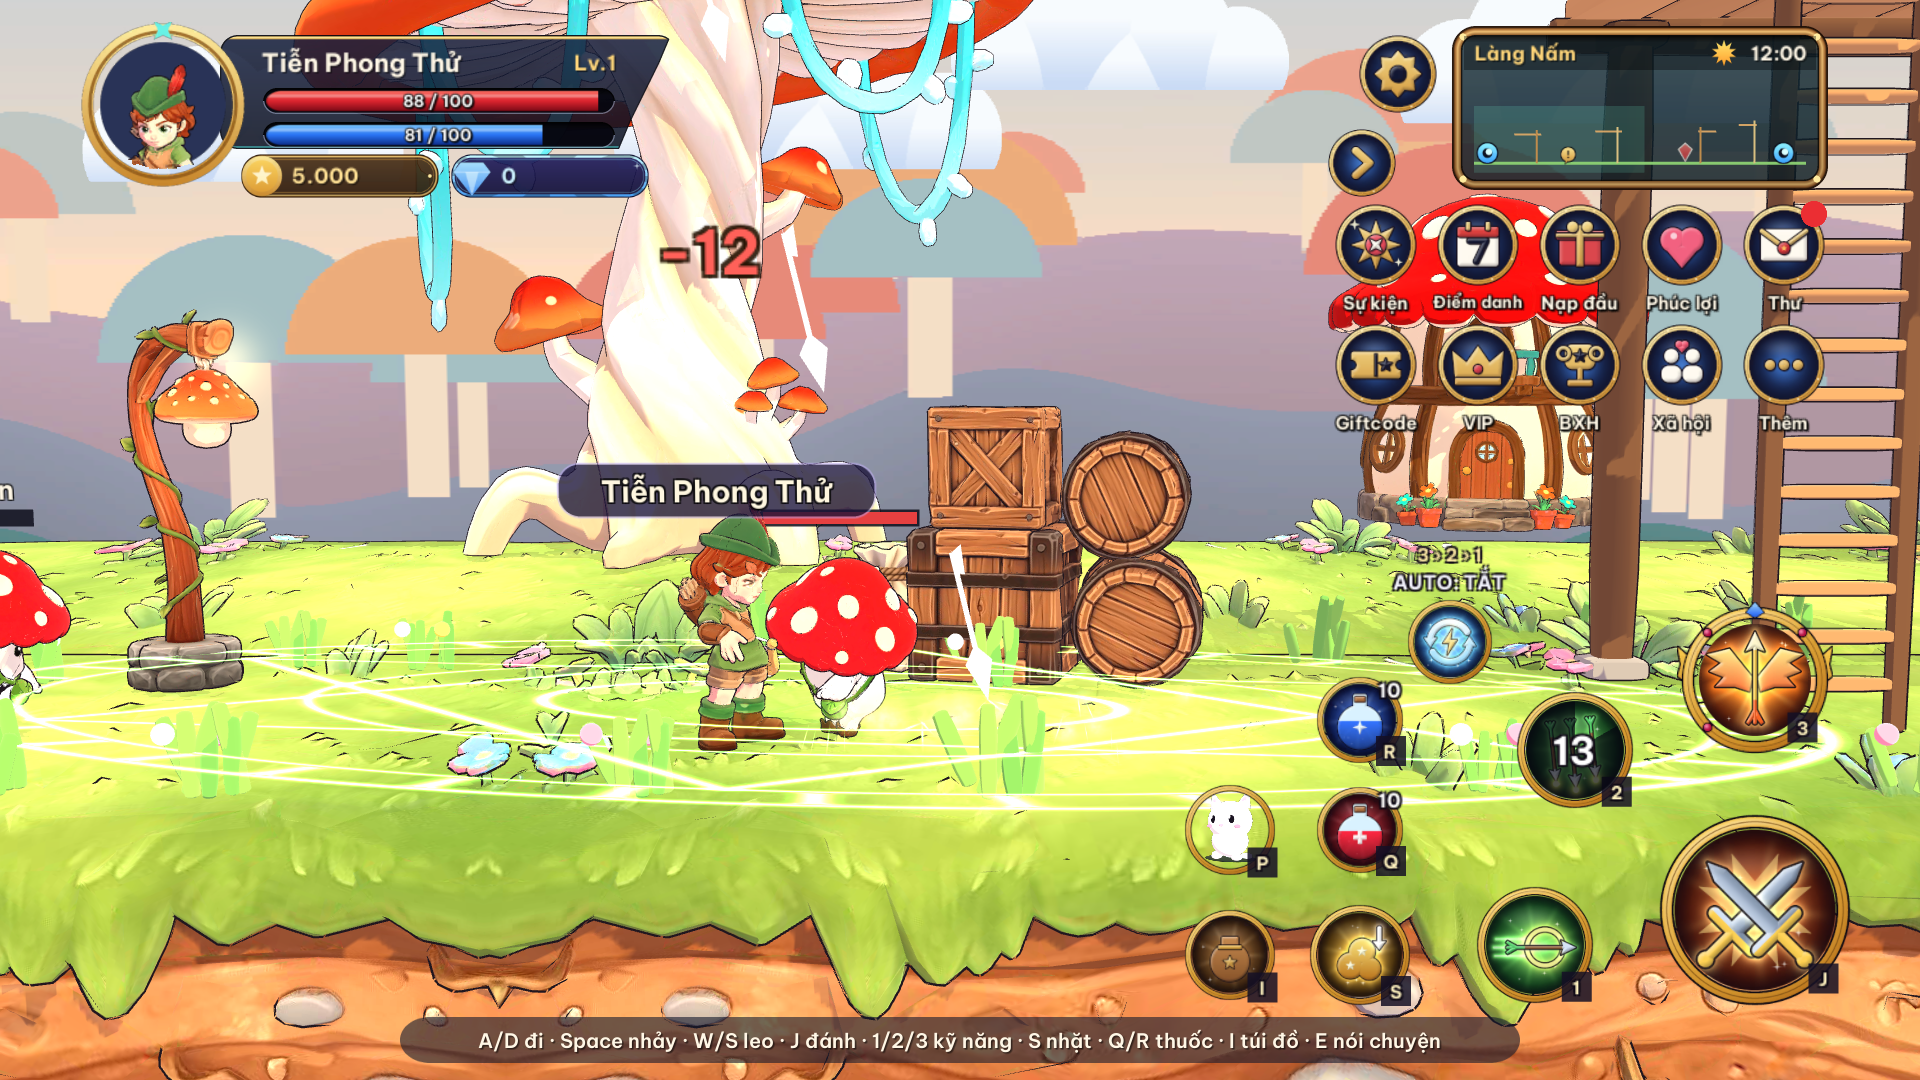 Tiễn Phong Thử
Lv.1
88 / 100
81 / 100
5.000
0
Làng Nấm
12:00
-12
7
Sự kiện
Điểm danh
Nạp đầu
Phúc lợi
Thư
Giftcode
VIP
BXH
Xã hội
Thêm
n
Tiễn Phong Thử
3›2›1
AUTO: TẮT
10
R
13
2
3
P
10
Q
I
S
1
J
A/D đi · Space nhảy · W/S leo · J đánh · 1/2/3 kỹ năng · S nhặt · Q/R thuốc · I túi đồ · E nói chuyện